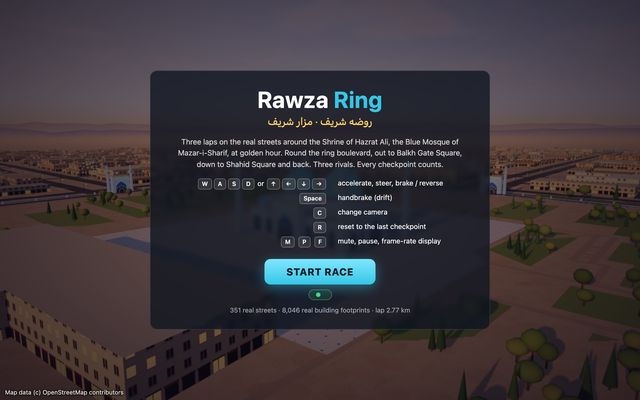 Rawza Ring
روضه شریف · مزار شریف
Three laps on the real streets around the Shrine of Hazrat Ali, the Blue Mosque of
Mazar-i-Sharif, at golden hour. Round the ring boulevard, out to Balkh Gate Square,
down to Shahid Square and back. Three rivals. Every checkpoint counts.
W A S D or ↑ ← ↓ → accelerate, steer, brake / reverse
Space handbrake (drift)
C change camera
R reset to the last checkpoint
M P F mute, pause, frame-rate display
START RACE
351 real streets · 8,046 real building footprints · lap 2.77 km
Map data (c) OpenStreetMap contributors